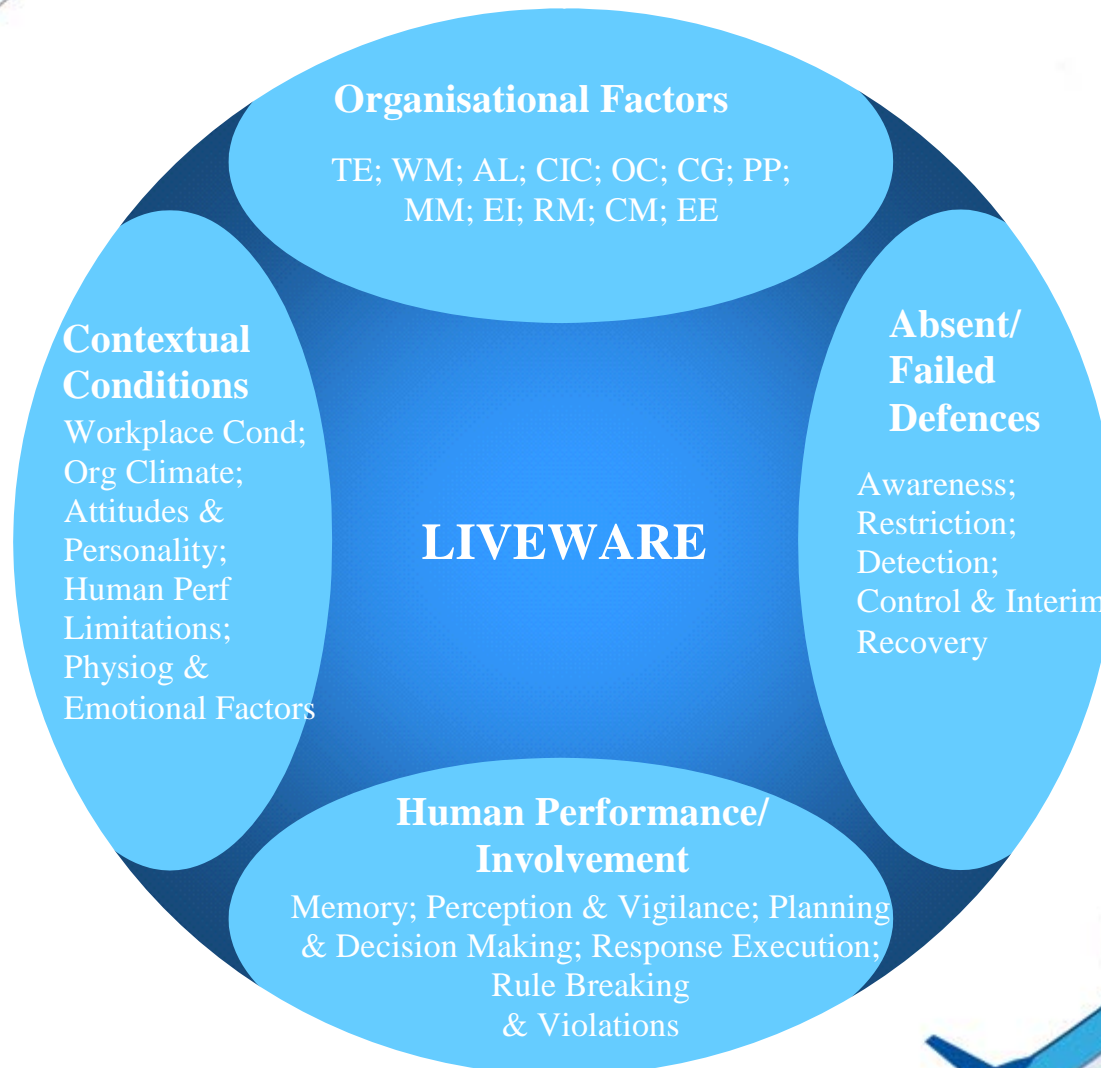 Organisational Factors
TE; WM; AL; CIC; OC; CG; PP;
MM; EI; RM; CM; EE
Contextual
Conditions
Workplace Cond;
Org Climate;
Attitudes &
Personality;
Human Perf
Limitations;
Physiog &
Emotional Factors
LIVEWARE
Absent/
Failed
Defences
Awareness;
Restriction;
Detection;
Control & Interim
Recovery
Human Performance/
Involvement
Memory; Perception & Vigilance; Planning
& Decision Making; Response Execution;
Rule Breaking
& Violations